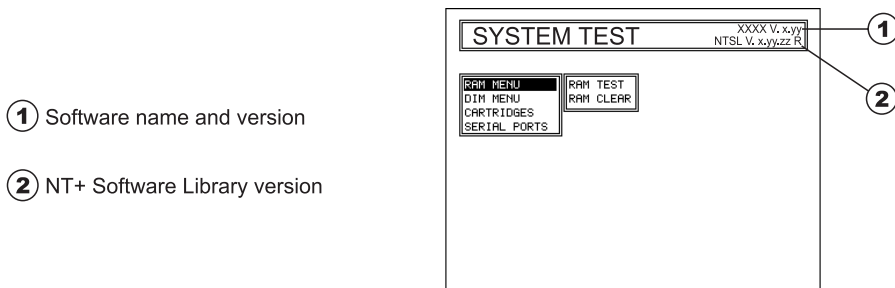 SYSTEM TEST
XXXX V. x.yy
NTSL V. x.yy.zz R
1
2
RAM MENU
DIM MENU
CARTRIDGES
SERIAL PORTS
RAM TEST
RAM CLEAR
1 Software name and version
2 NT+ Software Library version